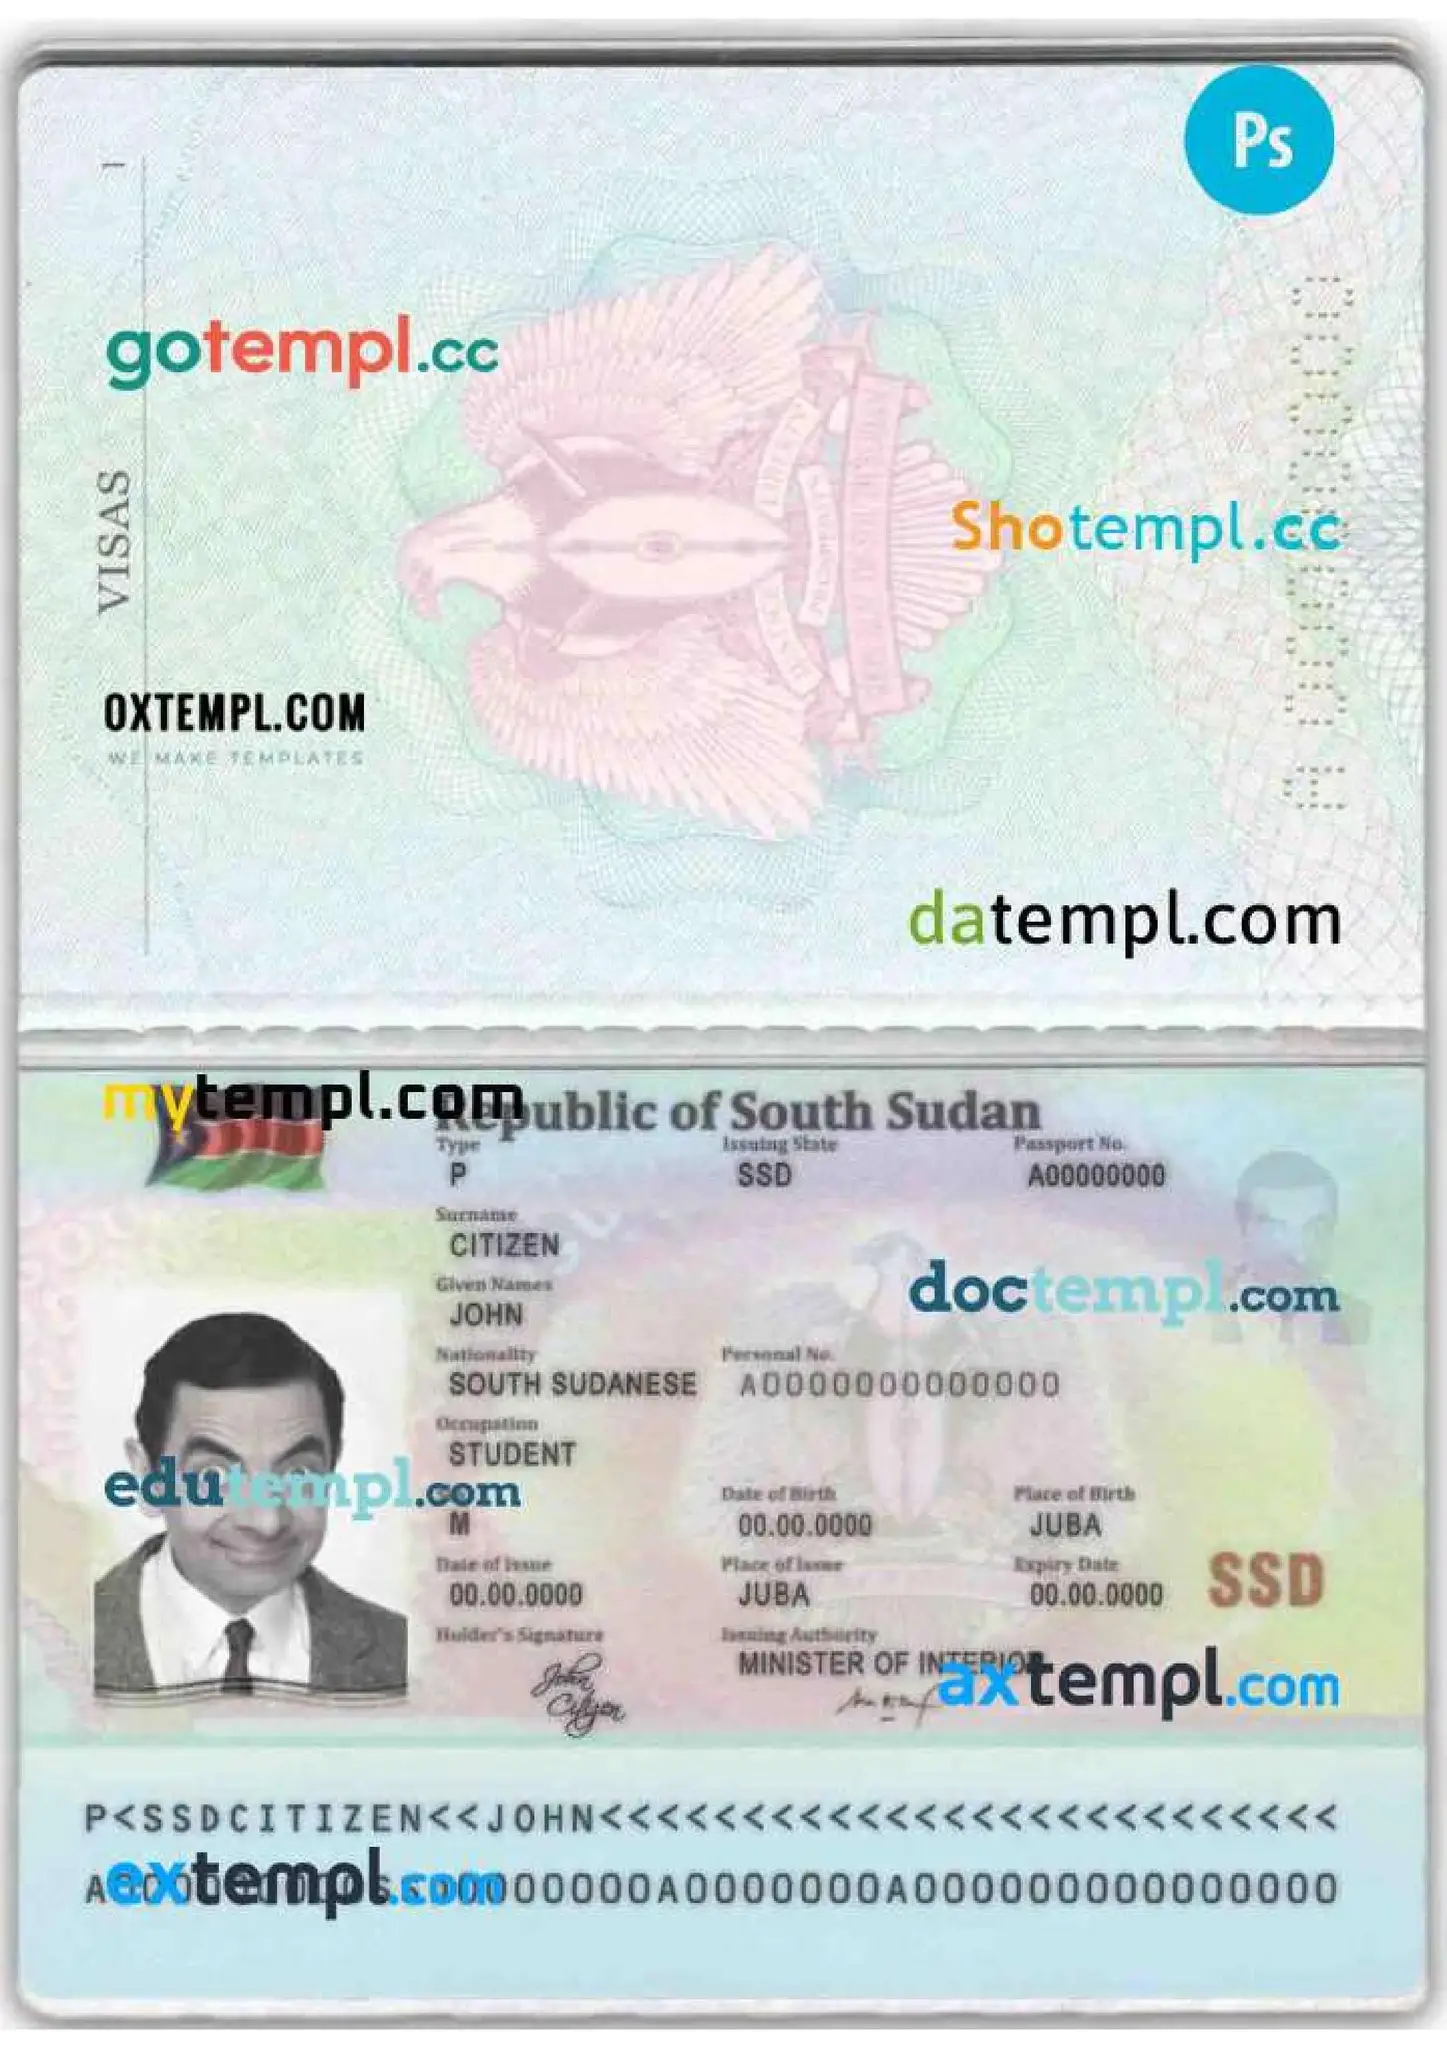 Ps
1
gotempl.cc
VISAS
Shotempl.cc
OXTEMPL.COM
WE MAKE TEMPLATES
datempl.com
mytempl.com
Republic of South Sudan
Type
Issuing State
Passport No.
P
SSD
A00000000
Surname
CITIZEN
Given Names
JOHN
doctempl.com
Nationality
Personal No.
SOUTH SUDANESE
A0000000000000
Occupation
STUDENT
edutempl.com
Date of Birth
Place of Birth
M
00.00.0000
JUBA
Date of Issue
Place of Issue
Expiry Date
00.00.0000
JUBA
00.00.0000
SSD
Holder's Signature
Issuing Authority
MINISTER OF INTERIOR
John
Citizen
axtempl.com
P<SSDCITIZEN<<JOHN<<<<<<<<<<<<<<<<<<<<<<<<<<
extempl.com